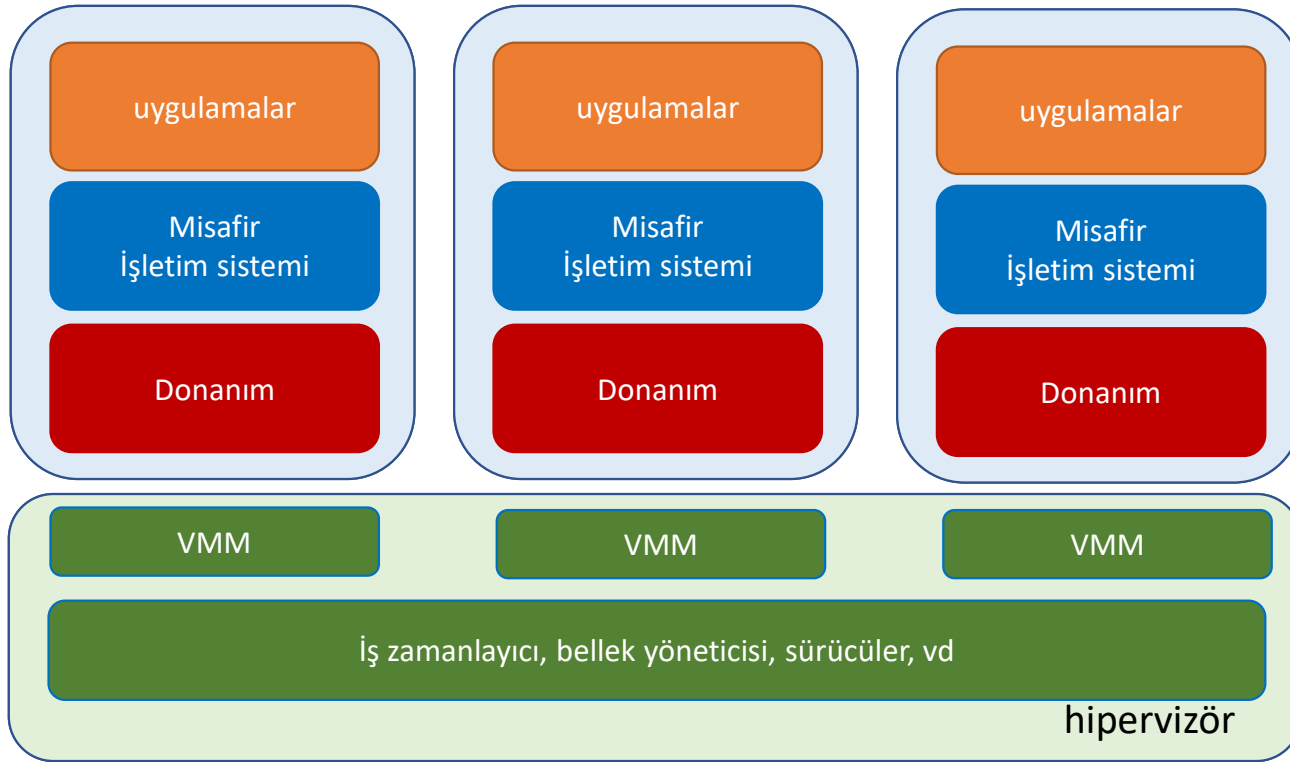 uygulamalar
Misafir
İşletim sistemi
Donanım
uygulamalar
Misafir
İşletim sistemi
Donanım
uygulamalar
Misafir
İşletim sistemi
Donanım
VMM
VMM
VMM
İş zamanlayıcı, bellek yöneticisi, sürücüler, vd
hipervizör